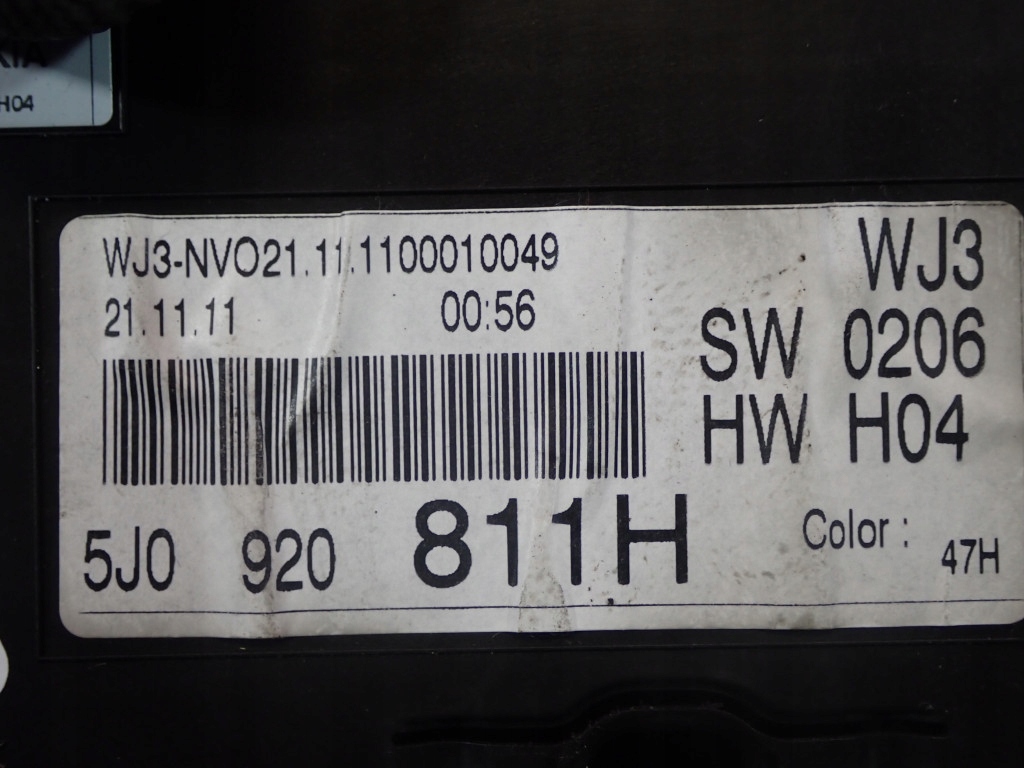 H04
WJ3-NVO21.11.1100010049
21.11.11 00:56
WJ3
SW 0206
HW H04
5J0 920 811H
Color :
47H